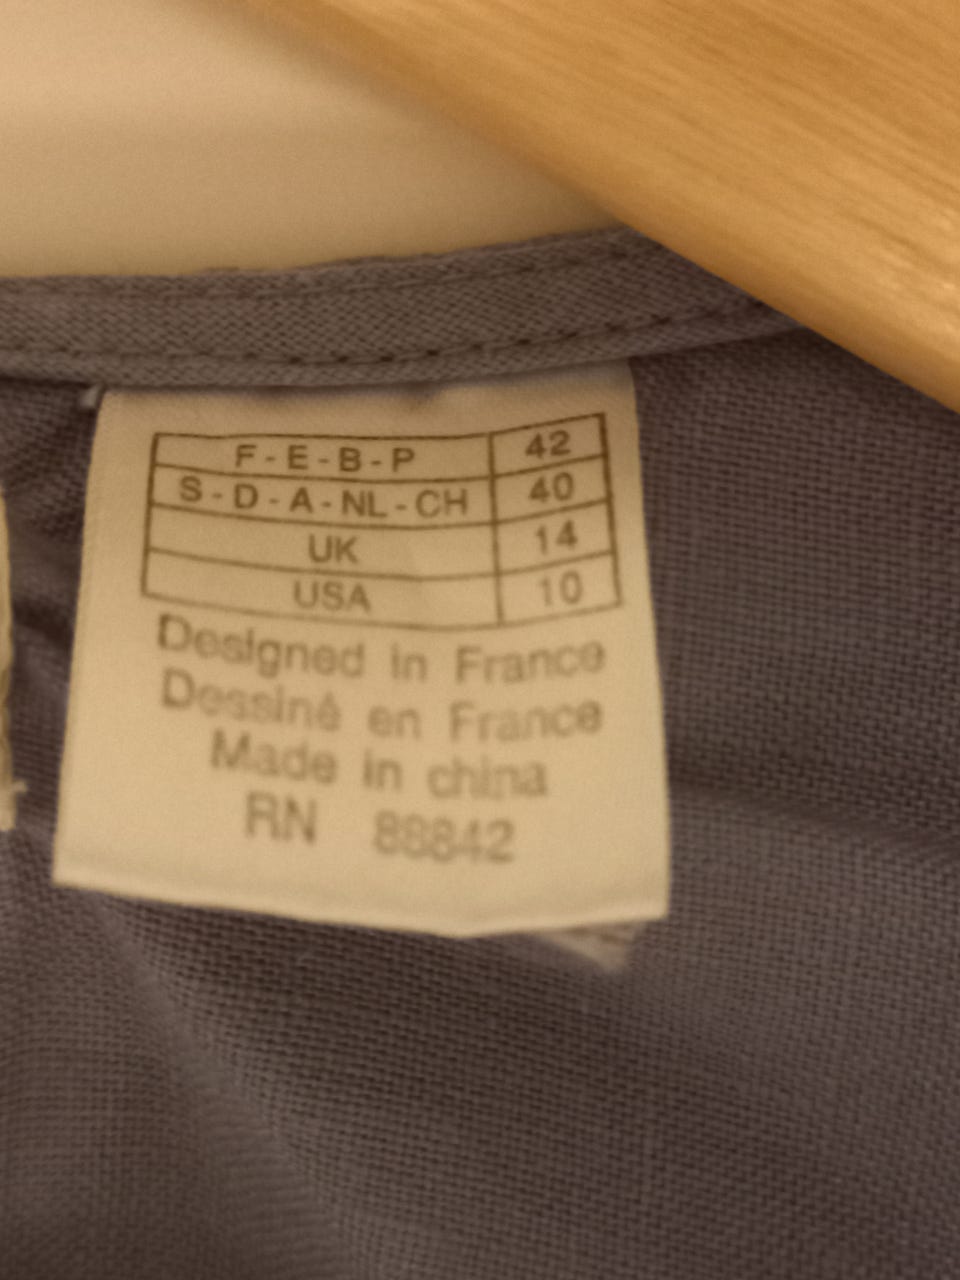 F - E - B - P 42
S - D - A - NL - CH 40
UK 14
USA 10
Designed in France
Dessiné en France
Made in china
RN 88842